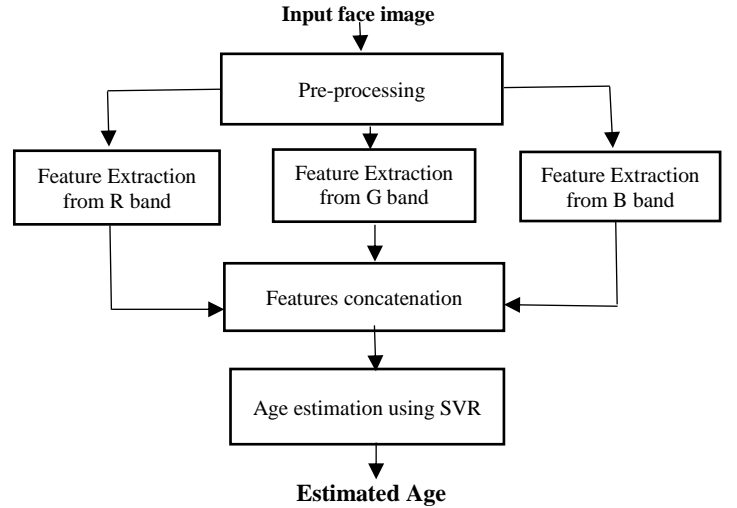 Input face image
Pre-processing
Feature Extraction
from R band
Feature Extraction
from G band
Feature Extraction
from B band
Features concatenation
Age estimation using SVR
Estimated Age